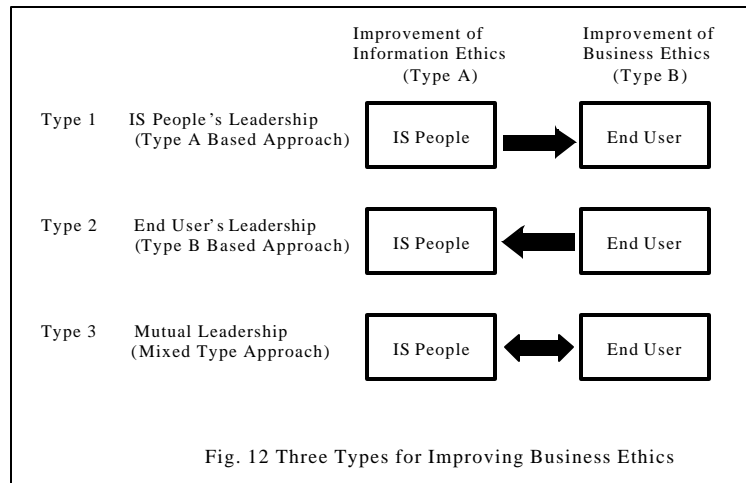 Improvement of Information Ethics (Type A)
Improvement of Business Ethics (Type B)
Type 1 IS People's Leadership
(Type A Based Approach)
IS People
End User
Type 2 End User's Leadership
(Type B Based Approach)
IS People
End User
Type 3 Mutual Leadership
(Mixed Type Approach)
IS People
End User
Fig. 12 Three Types for Improving Business Ethics